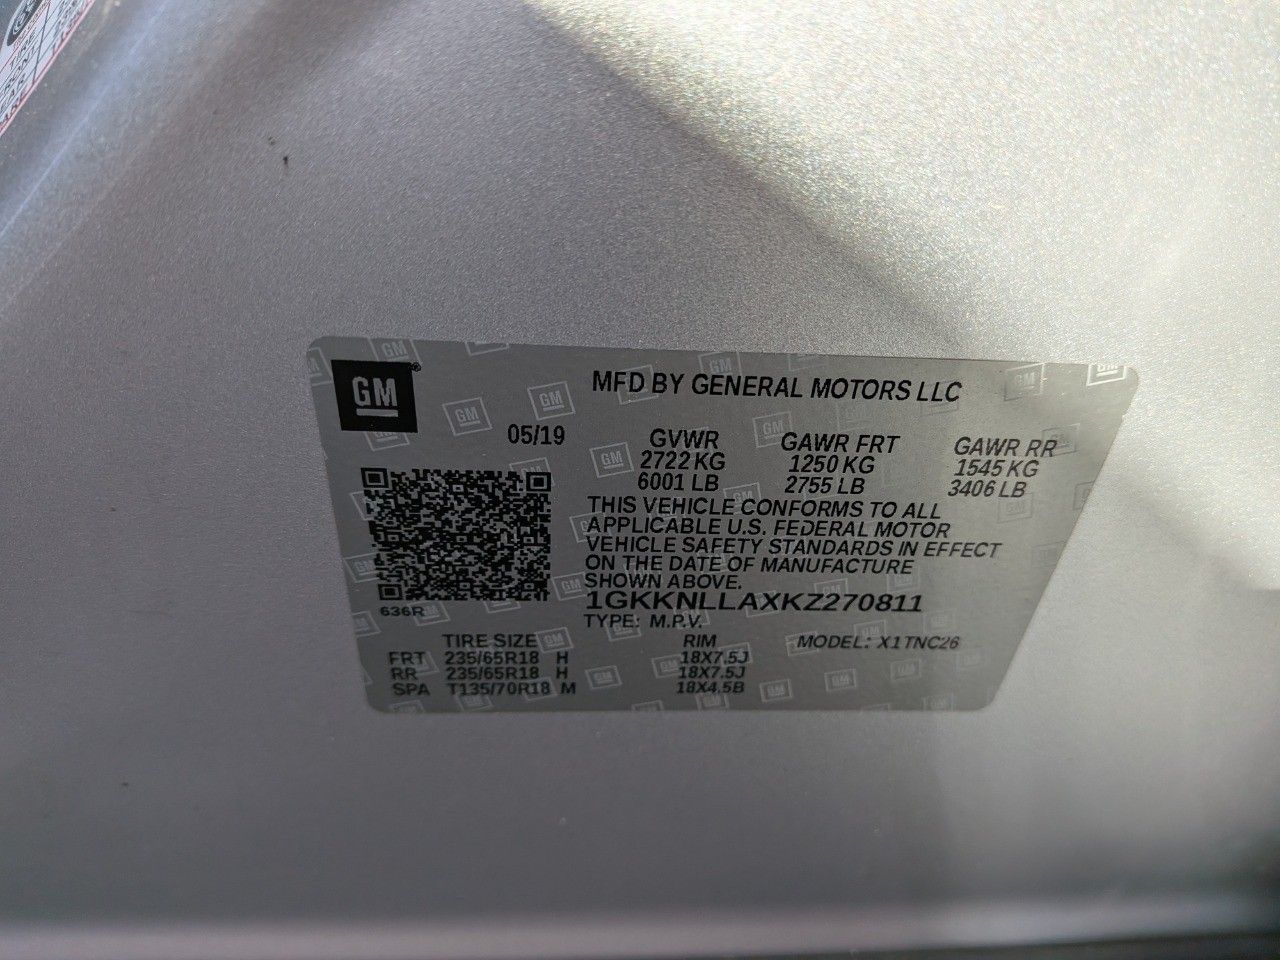 TIRE
FRONT
REAR
GM
MFD BY GENERAL MOTORS LLC
05/19 GVWR GAWR FRT GAWR RR
2722 KG 1250 KG 1545 KG
6001 LB 2755 LB 3406 LB
THIS VEHICLE CONFORMS TO ALL
APPLICABLE U.S. FEDERAL MOTOR
VEHICLE SAFETY STANDARDS IN EFFECT
ON THE DATE OF MANUFACTURE
SHOWN ABOVE.
1GKKNLLAXKZ270811
636R
TYPE: M.P.V.
TIRE SIZE RIM MODEL: X1TNC26
FRT 235/65R18 H 18X7.5J
RR 235/65R18 H 18X7.5J
SPA T135/70R18 M 18X4.5B